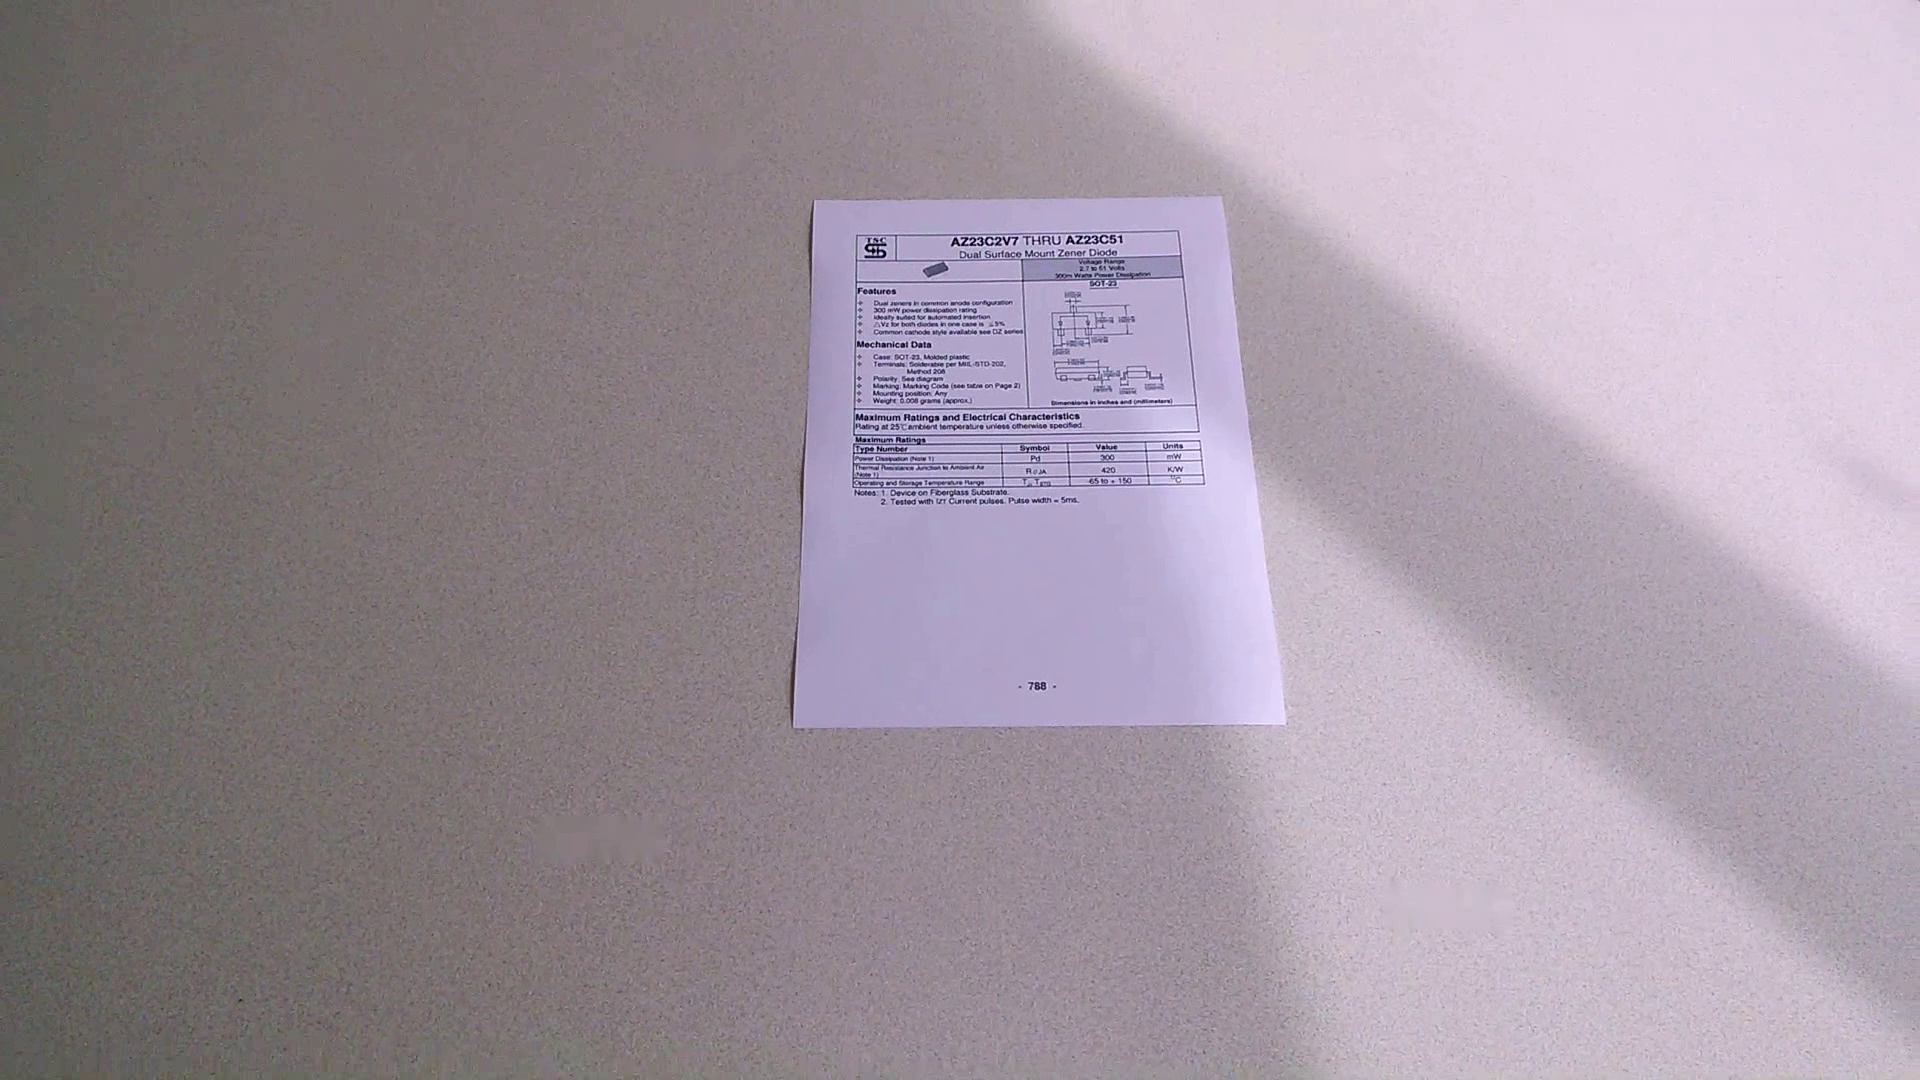 TSC
AZ23C2V7 THRU AZ23C51
Dual Surface Mount Zener Diode
Voltage Range
2.7 to 51 Volts
300m Watts Power Dissipation
SOT-23
Features
Dual zeners in common anode configuration
300 mW power dissipation rating
Ideally suited for automated insertion
△Vz for both diodes in one case is ≦5%
Common cathode style available see DZ series
Mechanical Data
Case: SOT-23, Molded plastic
Terminals: Solderable per MIL-STD-202,
Method 208
Polarity: See diagram
Marking: Marking Code (see table on Page 2)
Mounting position: Any
Weight: 0.008 grams (approx.)
Dimensions in inches and (millimeters)
Maximum Ratings and Electrical Characteristics
Rating at 25℃ ambient temperature unless otherwise specified.
Maximum Ratings
Type Number Symbol Value Units
Power Dissipation (Note 1) Pd 300 mW
Thermal Resistance Junction to Ambient Air (Note 1) RθJA 420 K/W
Operating and Storage Temperature Range TJ, TSTG -65 to + 150 °C
Notes: 1. Device on Fiberglass Substrate.
2. Tested with IZT Current pulses. Pulse width = 5ms.
- 788 -